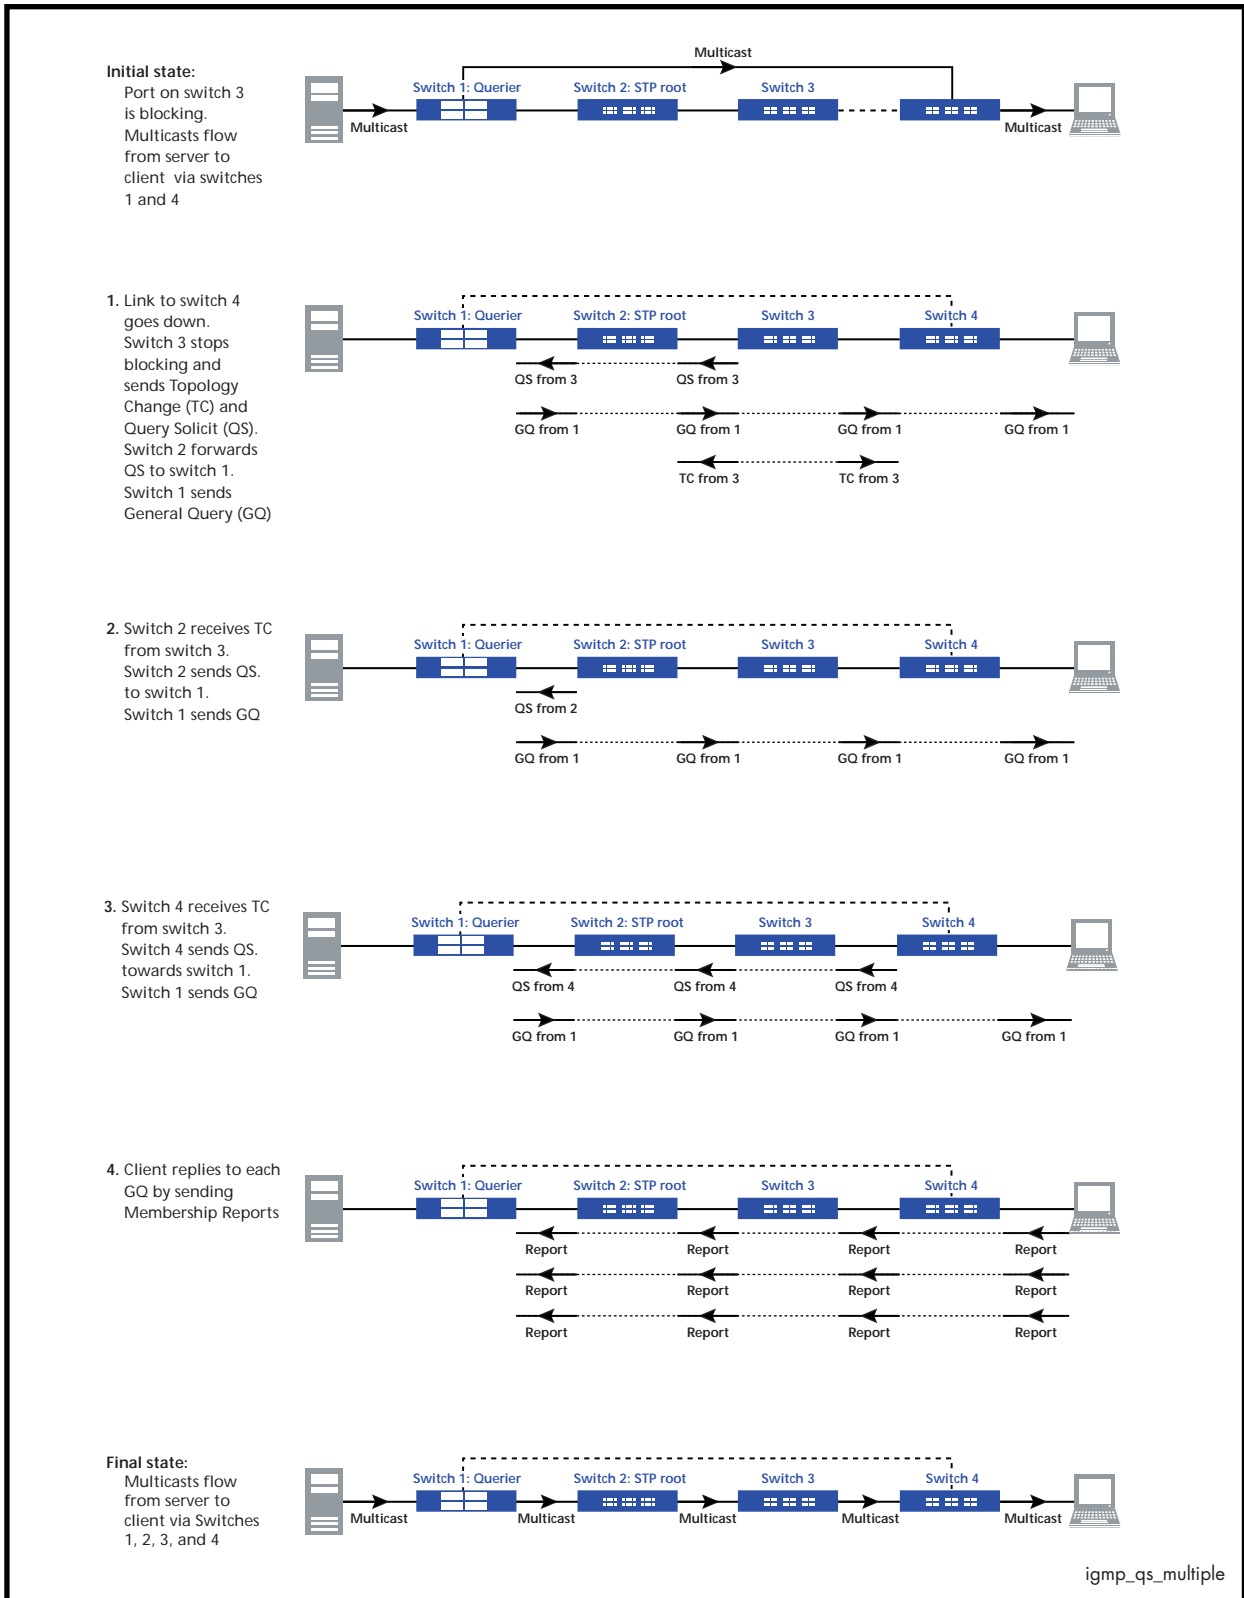 Multicast
Initial state:
Port on switch 3
is blocking.
Multicasts flow
from server to
client via switches
1 and 4
Switch 1: Querier
Switch 2: STP root
Switch 3
Multicast
Multicast
1. Link to switch 4
goes down.
Switch 3 stops
blocking and
sends Topology
Change (TC) and
Query Solicit (QS).
Switch 2 forwards
QS to switch 1.
Switch 1 sends
General Query (GQ)
Switch 1: Querier
Switch 2: STP root
Switch 3
Switch 4
QS from 3
QS from 3
GQ from 1
GQ from 1
GQ from 1
GQ from 1
TC from 3
TC from 3
2. Switch 2 receives TC
from switch 3.
Switch 2 sends QS.
to switch 1.
Switch 1 sends GQ
Switch 1: Querier
Switch 2: STP root
Switch 3
Switch 4
QS from 2
GQ from 1
GQ from 1
GQ from 1
GQ from 1
3. Switch 4 receives TC
from switch 3.
Switch 4 sends QS.
towards switch 1.
Switch 1 sends GQ
Switch 1: Querier
Switch 2: STP root
Switch 3
Switch 4
QS from 4
QS from 4
QS from 4
GQ from 1
GQ from 1
GQ from 1
GQ from 1
4. Client replies to each
GQ by sending
Membership Reports
Switch 1: Querier
Switch 2: STP root
Switch 3
Switch 4
Report
Report
Report
Report
Report
Report
Report
Report
Report
Report
Report
Report
Final state:
Multicasts flow
from server to
client via Switches
1, 2, 3, and 4
Switch 1: Querier
Switch 2: STP root
Switch 3
Switch 4
Multicast
Multicast
Multicast
Multicast
Multicast
igmp_qs_multiple